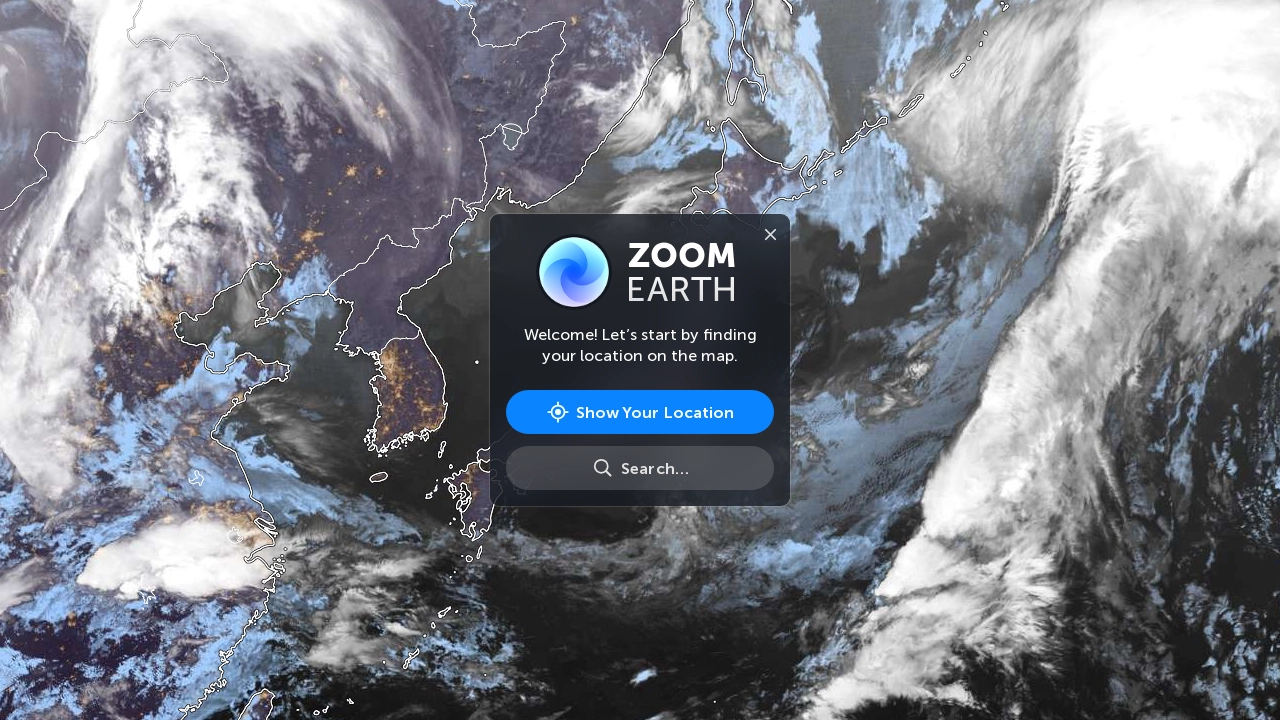 ZOOM
EARTH
Welcome! Let’s start by finding
your location on the map.
Show Your Location
Search...